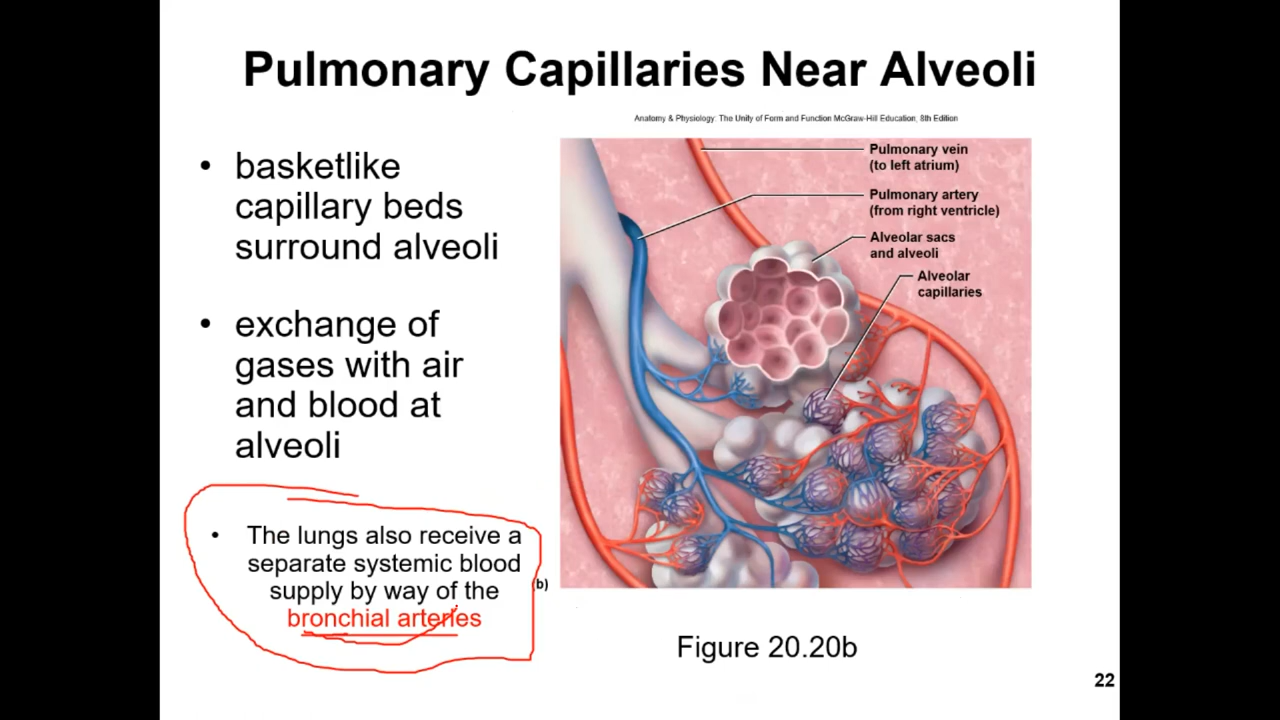 Pulmonary Capillaries Near Alveoli
Anatomy & Physiology: The Unity of Form and Function McGraw-Hill Education; 8th Edition
• basketlike
capillary beds
surround alveoli
• exchange of
gases with air
and blood at
alveoli
• The lungs also receive a
separate systemic blood
supply by way of the
bronchial arteries
Pulmonary vein
(to left atrium)
Pulmonary artery
(from right ventricle)
Alveolar sacs
and alveoli
Alveolar
capillaries
(b)
Figure 20.20b
22